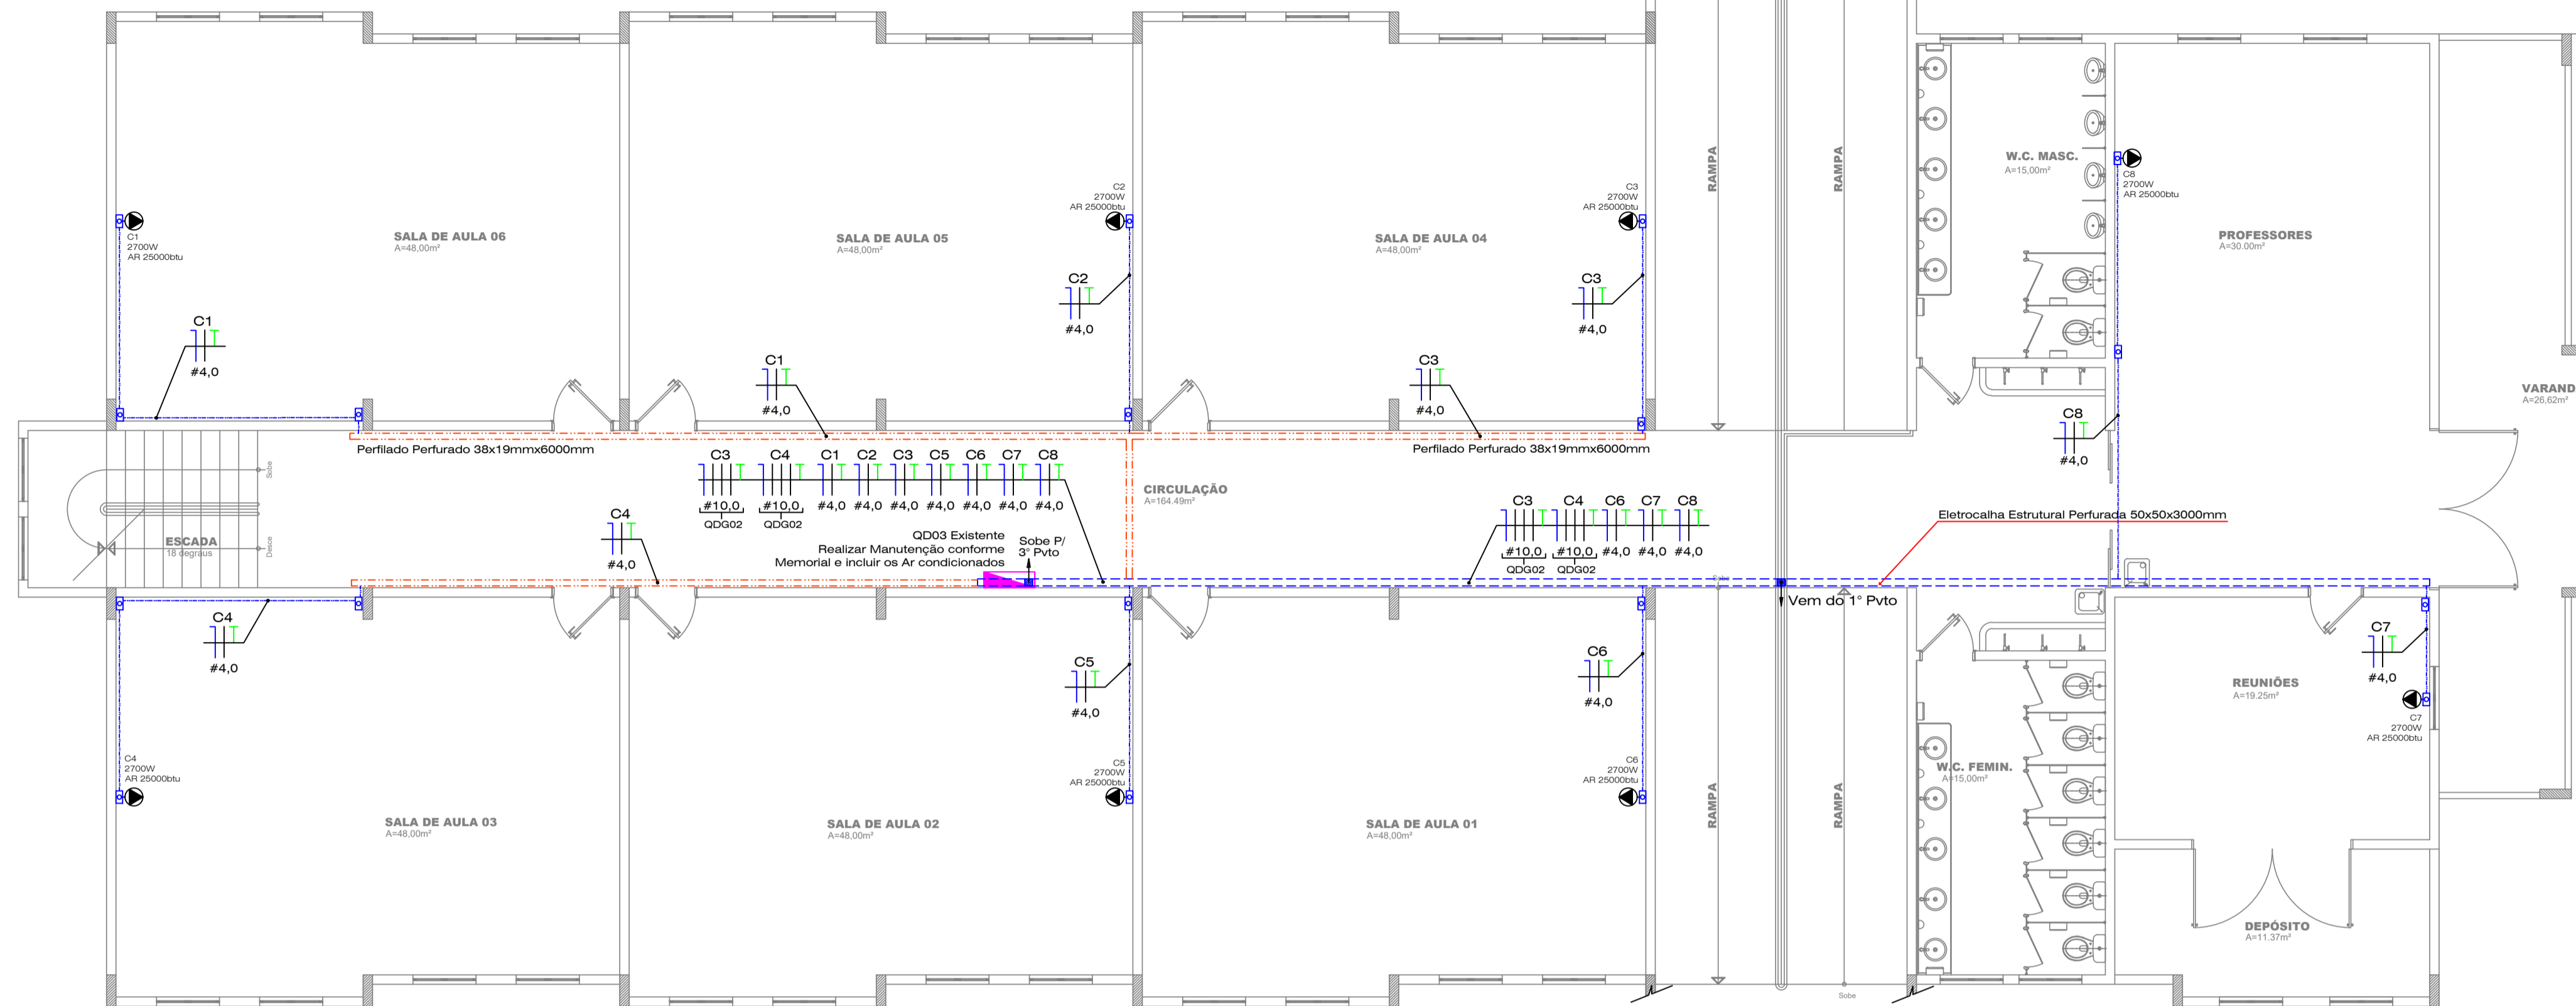 RAMPA
RAMPA
W.C. MASC.
A=15,00m²
C8
2700W
AR 25000btu
C2
2700W
AR 25000btu
C3
2700W
AR 25000btu
C1
2700W
AR 25000btu
SALA DE AULA 06
A=48,00m²
SALA DE AULA 05
A=48,00m²
SALA DE AULA 04
A=48,00m²
PROFESSORES
A=30.00m²
C2
#4,0
C3
#4,0
C1
#4,0
C1
#4,0
C3
#4,0
VARAND
A=26,62m²
C8
#4,0
Perfilado Perfurado 38x19mmx6000mm
Perfilado Perfurado 38x19mmx6000mm
C3 C4 C1 C2 C3 C5 C6 C7 C8
#10,0 #10,0 #4,0 #4,0 #4,0 #4,0 #4,0 #4,0 #4,0
QDG02 QDG02
Sobe
Desce
CIRCULAÇÃO
A=164.49m²
C3 C4 C6 C7 C8
#10,0 #10,0 #4,0 #4,0 #4,0
QDG02 QDG02
Eletrocalha Estrutural Perfurada 50x50x3000mm
ESCADA
18 degraus
C4
#4,0
QD03 Existente
Realizar Manutenção conforme
Memorial e incluir os Ar condicionados
Sobe P/
3° Pvto
Sobe
Vem do 1° Pvto
C4
#4,0
C5
#4,0
C6
#4,0
C7
#4,0
REUNIÕES
A=19.25m²
C7
2700W
AR 25000btu
C4
2700W
AR 25000btu
C5
2700W
AR 25000btu
C6
2700W
AR 25000btu
W.C. FEMIN.
A=15,00m²
RAMPA
RAMPA
SALA DE AULA 03
A=48,00m²
SALA DE AULA 02
A=48,00m²
SALA DE AULA 01
A=48,00m²
DEPÓSITO
A=11.37m²
Sobe